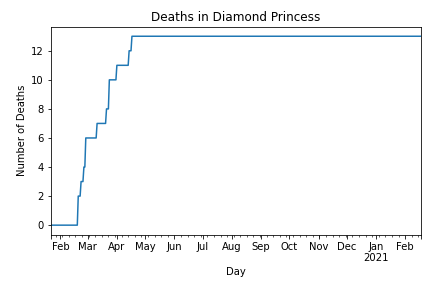 Deaths in Diamond Princess
Number of Deaths
12
10
8
6
4
2
0
Feb Mar Apr May Jun Jul Aug Sep Oct Nov Dec Jan Feb
2021
Day